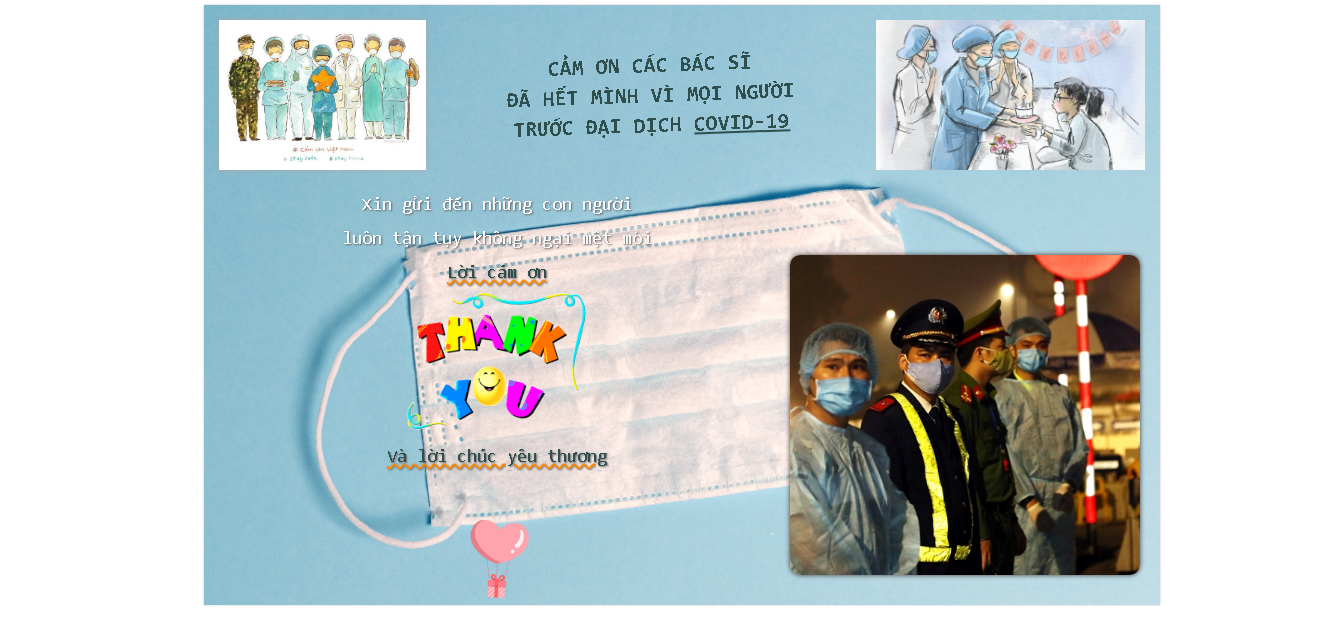 CẢM ƠN CÁC BÁC SĨ
ĐÃ HẾT MÌNH VÌ MỌI NGƯỜI
TRƯỚC ĐẠI DỊCH COVID-19
# Cảm ơn Việt Nam
# stay safe # stay home
Xin gửi đến những con người
luôn tận tụy không ngại mệt mỏi
Lời cám ơn
THANK
YOU
Và lời chúc yêu thương